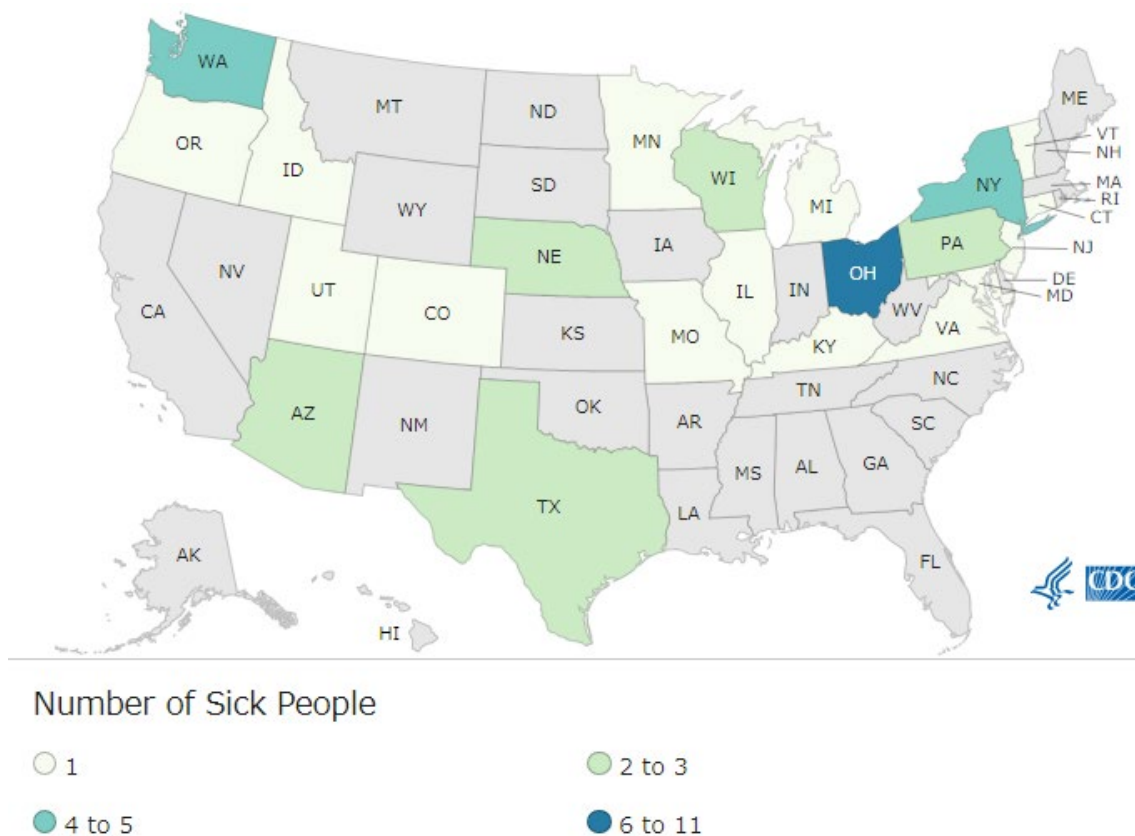 WA
MT
ND
ME
OR
MN
VT
NH
ID
SD
WI
NY
MA
WY
MI
RI
CT
IA
PA
NE
NJ
NV
OH
UT
IL
IN
DE
CA
CO
WV
MD
KS
MO
VA
KY
NC
TN
AZ
OK
NM
AR
SC
MS
AL
GA
TX
LA
AK
FL
CDC
HI
Number of Sick People
1
2 to 3
4 to 5
6 to 11